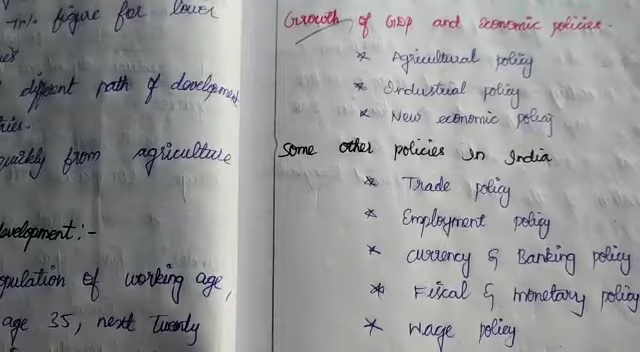 71% figure for lower
different path of development
quickly from agriculture
development:-
population of working age,
age 35, next Twenty
Growth of GDP and economic policies.
* Agricultural policy
* Industrial policy
* New economic policy
Some other policies in India
* Trade policy
* Employment policy
* Currency & Banking policy
* Fiscal & monetary policy
* Wage policy